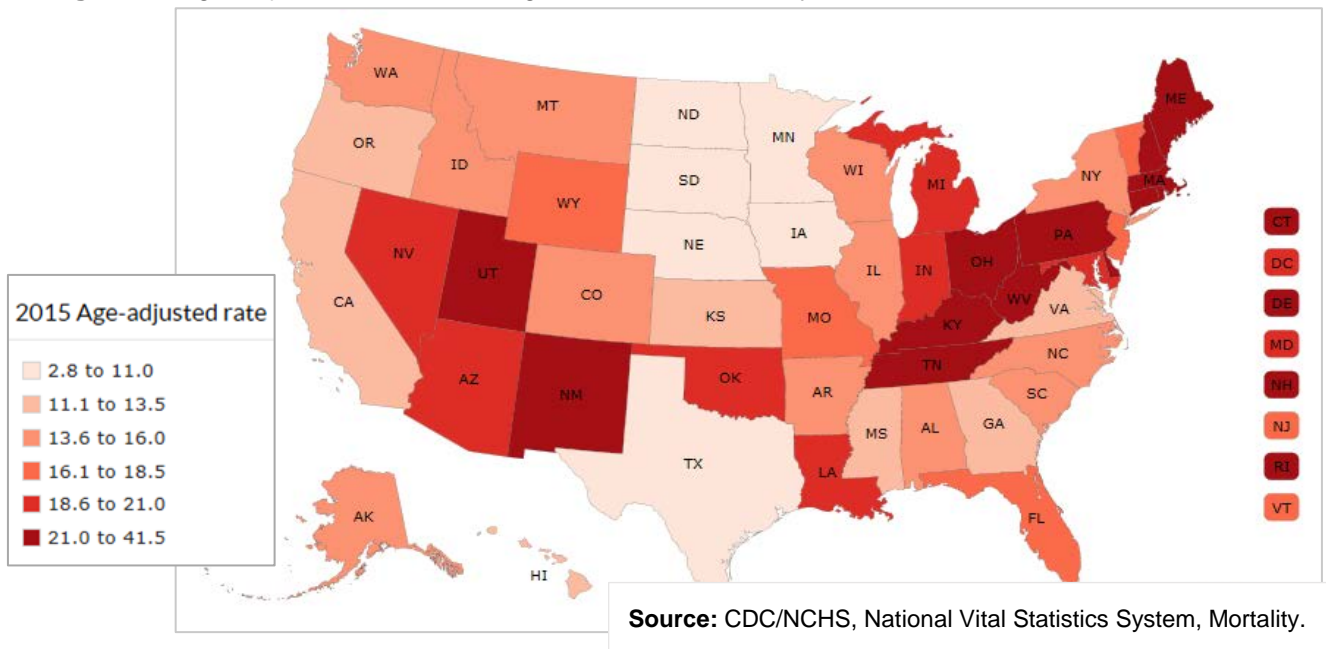 WA
MT
ND
MN
ME
OR
ID
WI
MI
NY
MA
SD
WY
NE
IA
PA
NV
UT
CO
IL
IN
OH
WV
VA
CA
KS
MO
KY
NC
AZ
NM
OK
AR
TN
SC
MS
AL
GA
TX
LA
FL
AK
HI
CT
DC
DE
MD
NH
NJ
RI
VT
2015 Age-adjusted rate
2.8 to 11.0
11.1 to 13.5
13.6 to 16.0
16.1 to 18.5
18.6 to 21.0
21.0 to 41.5
Source: CDC/NCHS, National Vital Statistics System, Mortality.